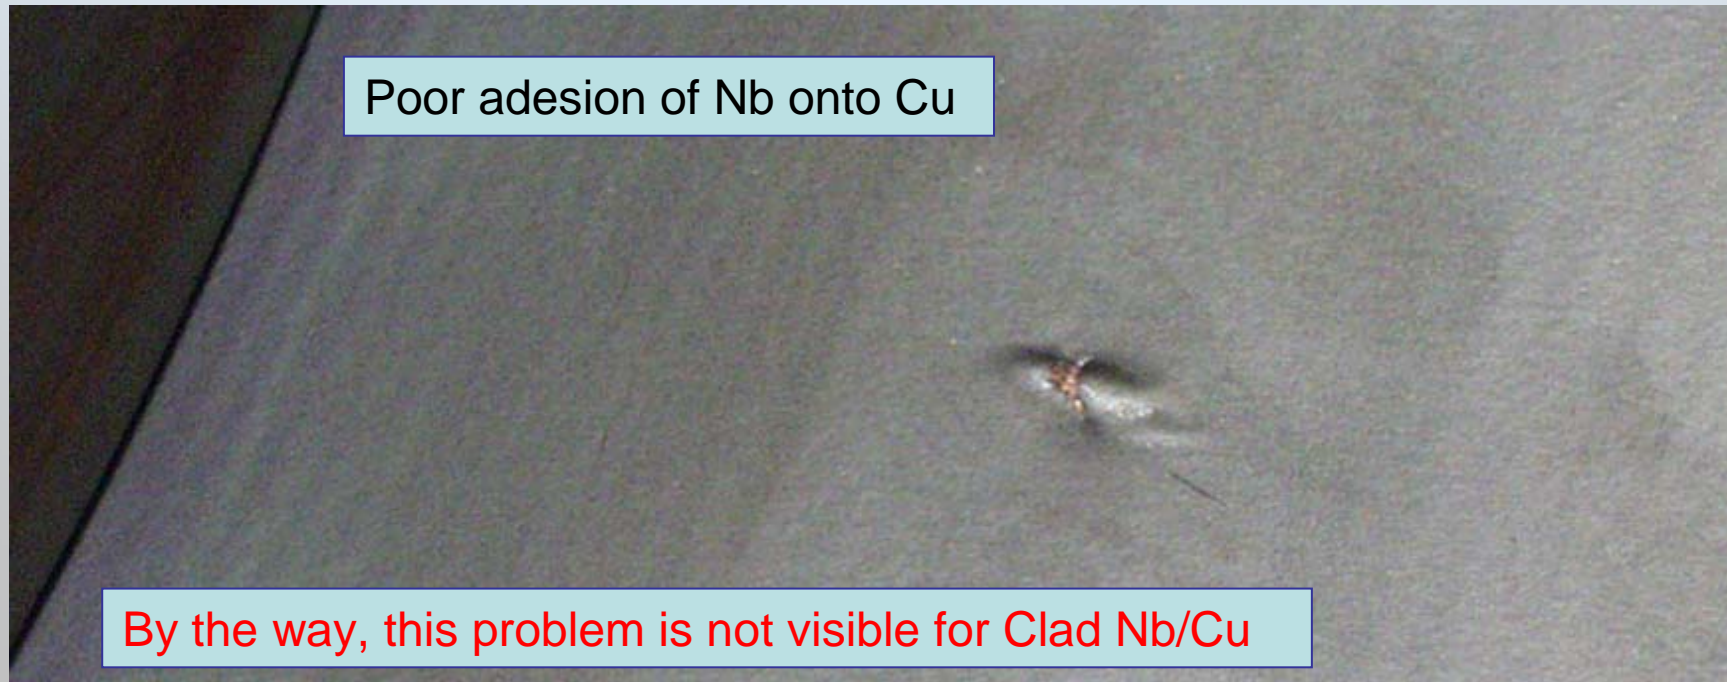 Poor adesion of Nb onto Cu
By the way, this problem is not visible for Clad Nb/Cu